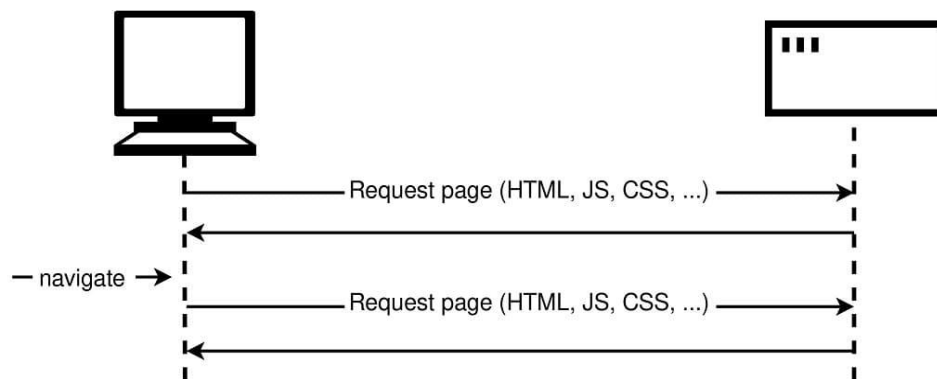 Request page (HTML, JS, CSS, ...)
navigate
Request page (HTML, JS, CSS, ...)